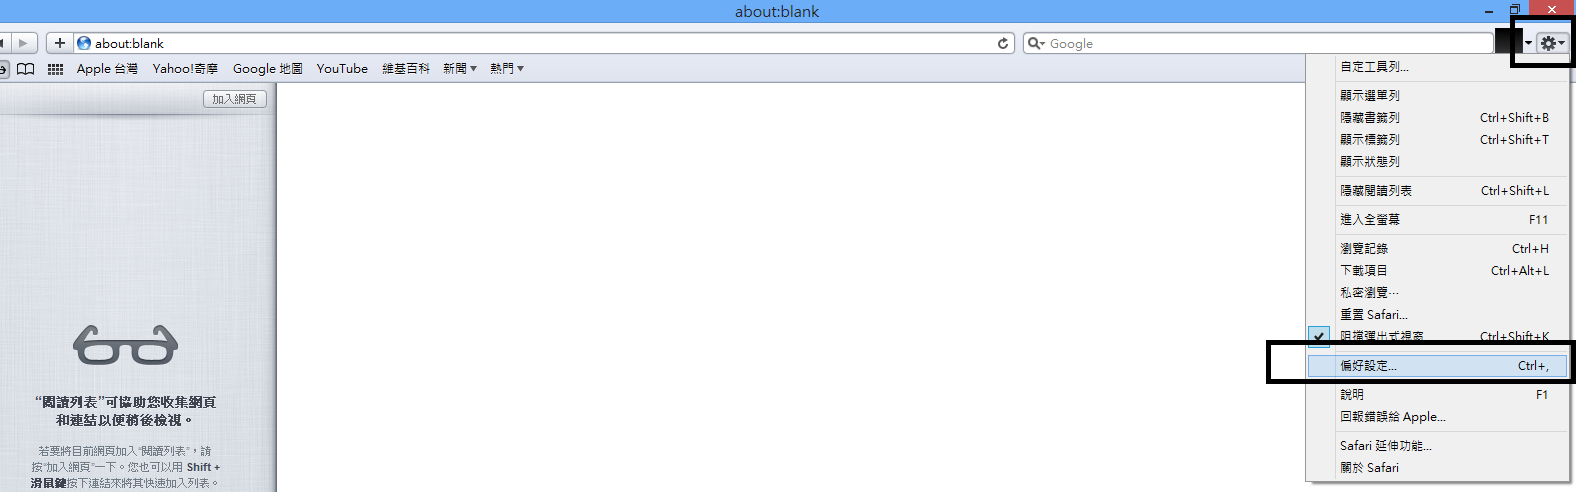 about:blank
about:blank
Google
Apple 台灣 Yahoo!奇摩 Google 地圖 YouTube 維基百科 新聞 熱門
加入網頁
“閱讀列表”可協助您收集網頁
和連結以便稍後檢視。
若要將目前網頁加入“閱讀列表”，請
按“加入網頁”一下。您也可以用 Shift +
滑鼠鍵按下連結來將其快速加入列表。
自定工具列...
顯示選單列
隱藏書籤列 Ctrl+Shift+B
顯示標籤列 Ctrl+Shift+T
顯示狀態列
隱藏閱讀列表 Ctrl+Shift+L
進入全螢幕 F11
瀏覽記錄 Ctrl+H
下載項目 Ctrl+Alt+L
私密瀏覽…
重置 Safari...
阻擋彈出式視窗 Ctrl+Shift+K
偏好設定... Ctrl+,
說明 F1
回報錯誤給 Apple...
Safari 延伸功能...
關於 Safari